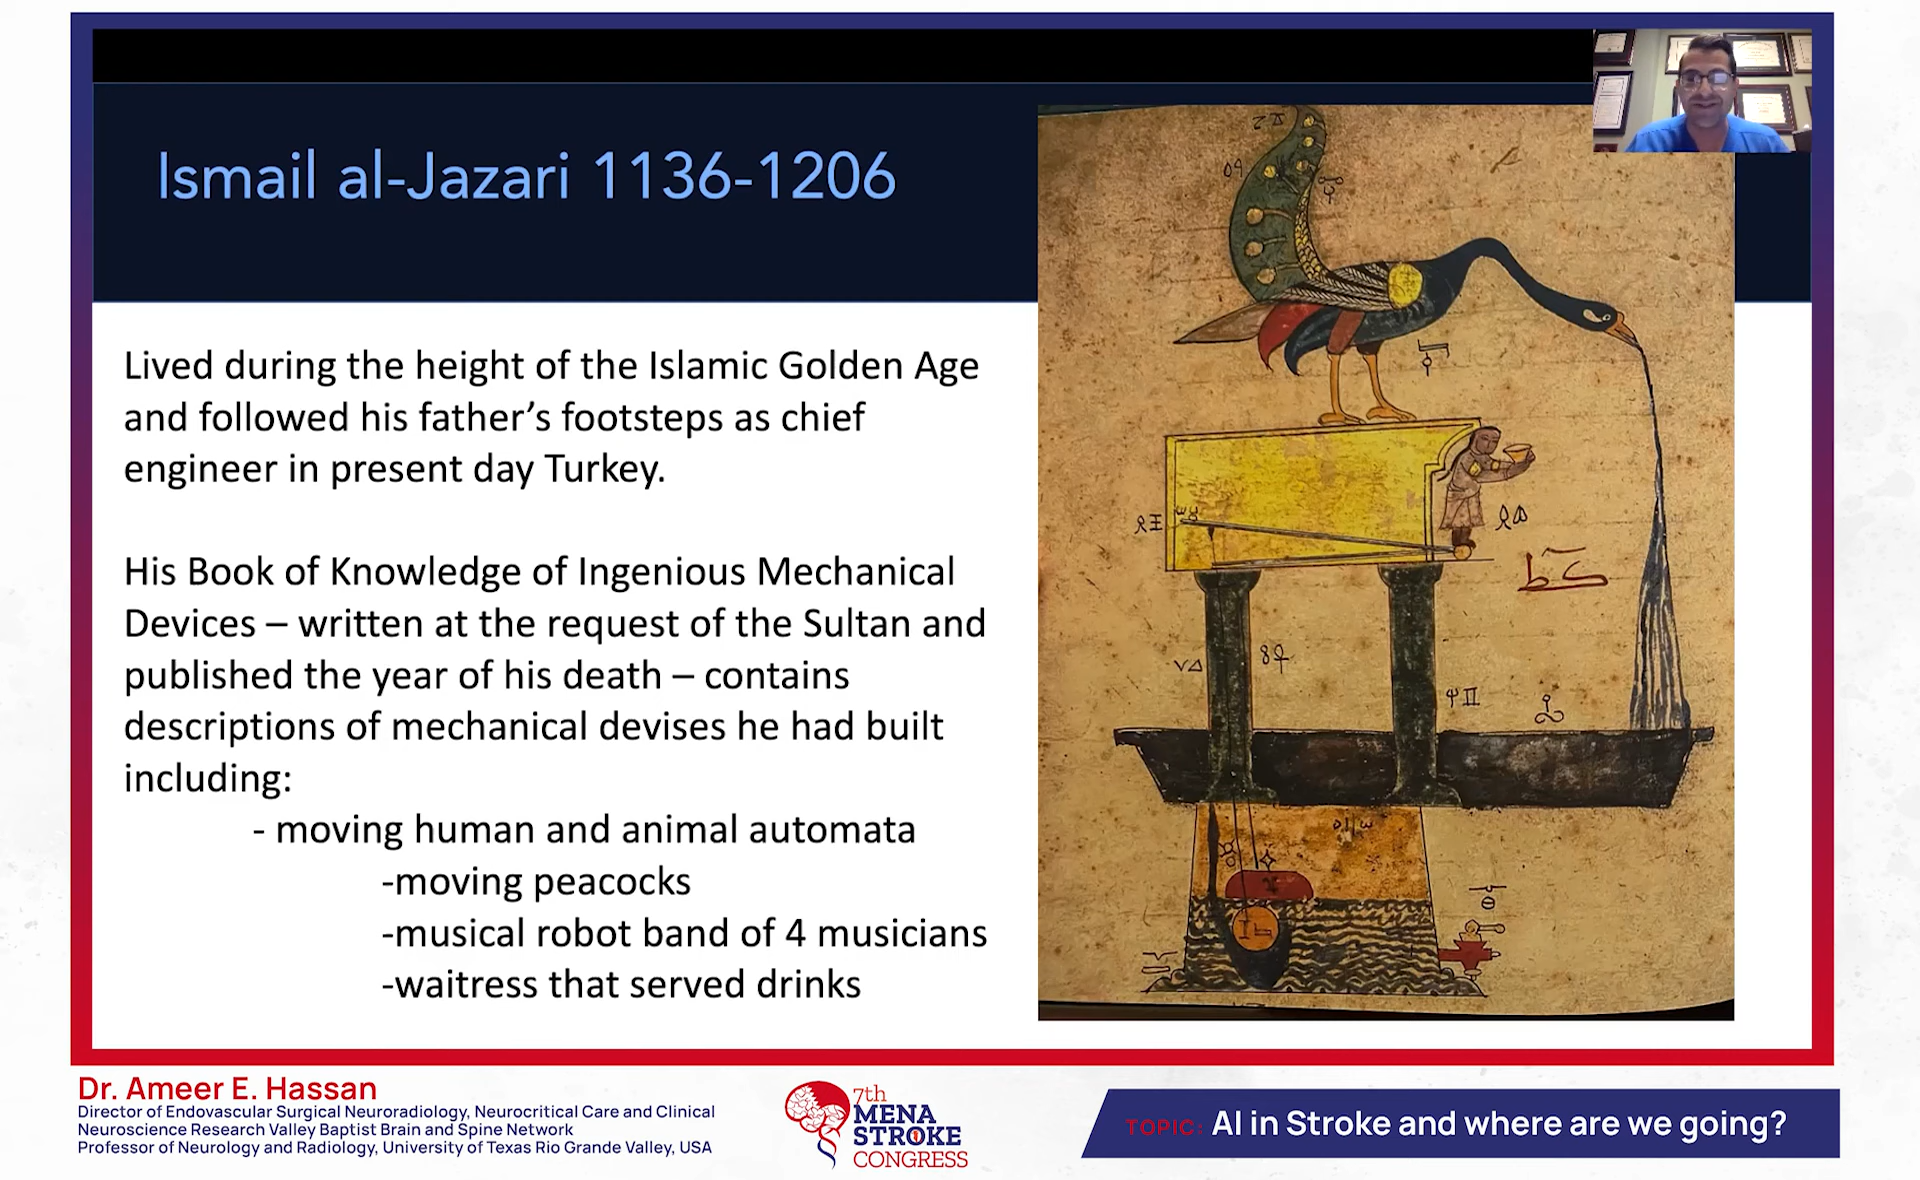 Ismail al-Jazari 1136-1206
Lived during the height of the Islamic Golden Age
and followed his father's footsteps as chief
engineer in present day Turkey.
His Book of Knowledge of Ingenious Mechanical
Devices – written at the request of the Sultan and
published the year of his death – contains
descriptions of mechanical devises he had built
including:
- moving human and animal automata
-moving peacocks
-musical robot band of 4 musicians
-waitress that served drinks
Dr. Ameer E. Hassan
Director of Endovascular Surgical Neuroradiology, Neurocritical Care and Clinical
Neuroscience Research Valley Baptist Brain and Spine Network
Professor of Neurology and Radiology, University of Texas Rio Grande Valley, USA
7th
MENA
STROKE
CONGRESS
TOPIC: AI in Stroke and where are we going?